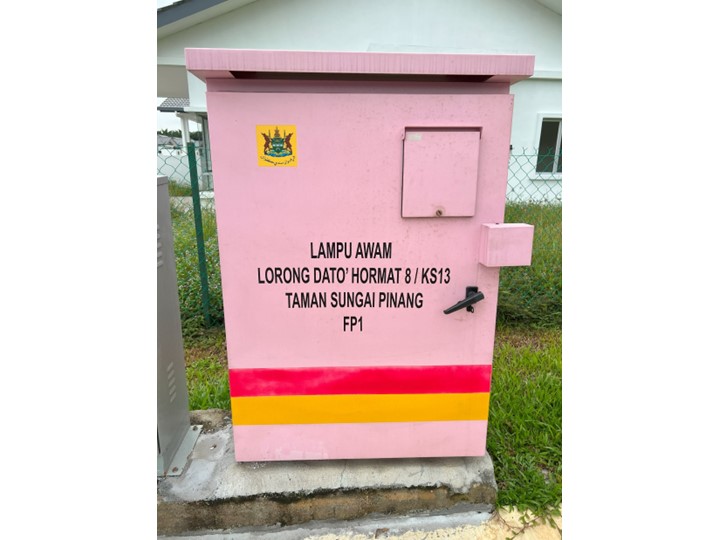 LAMPU AWAM
LORONG DATO' HORMAT 8 / KS13
TAMAN SUNGAI PINANG
FP1